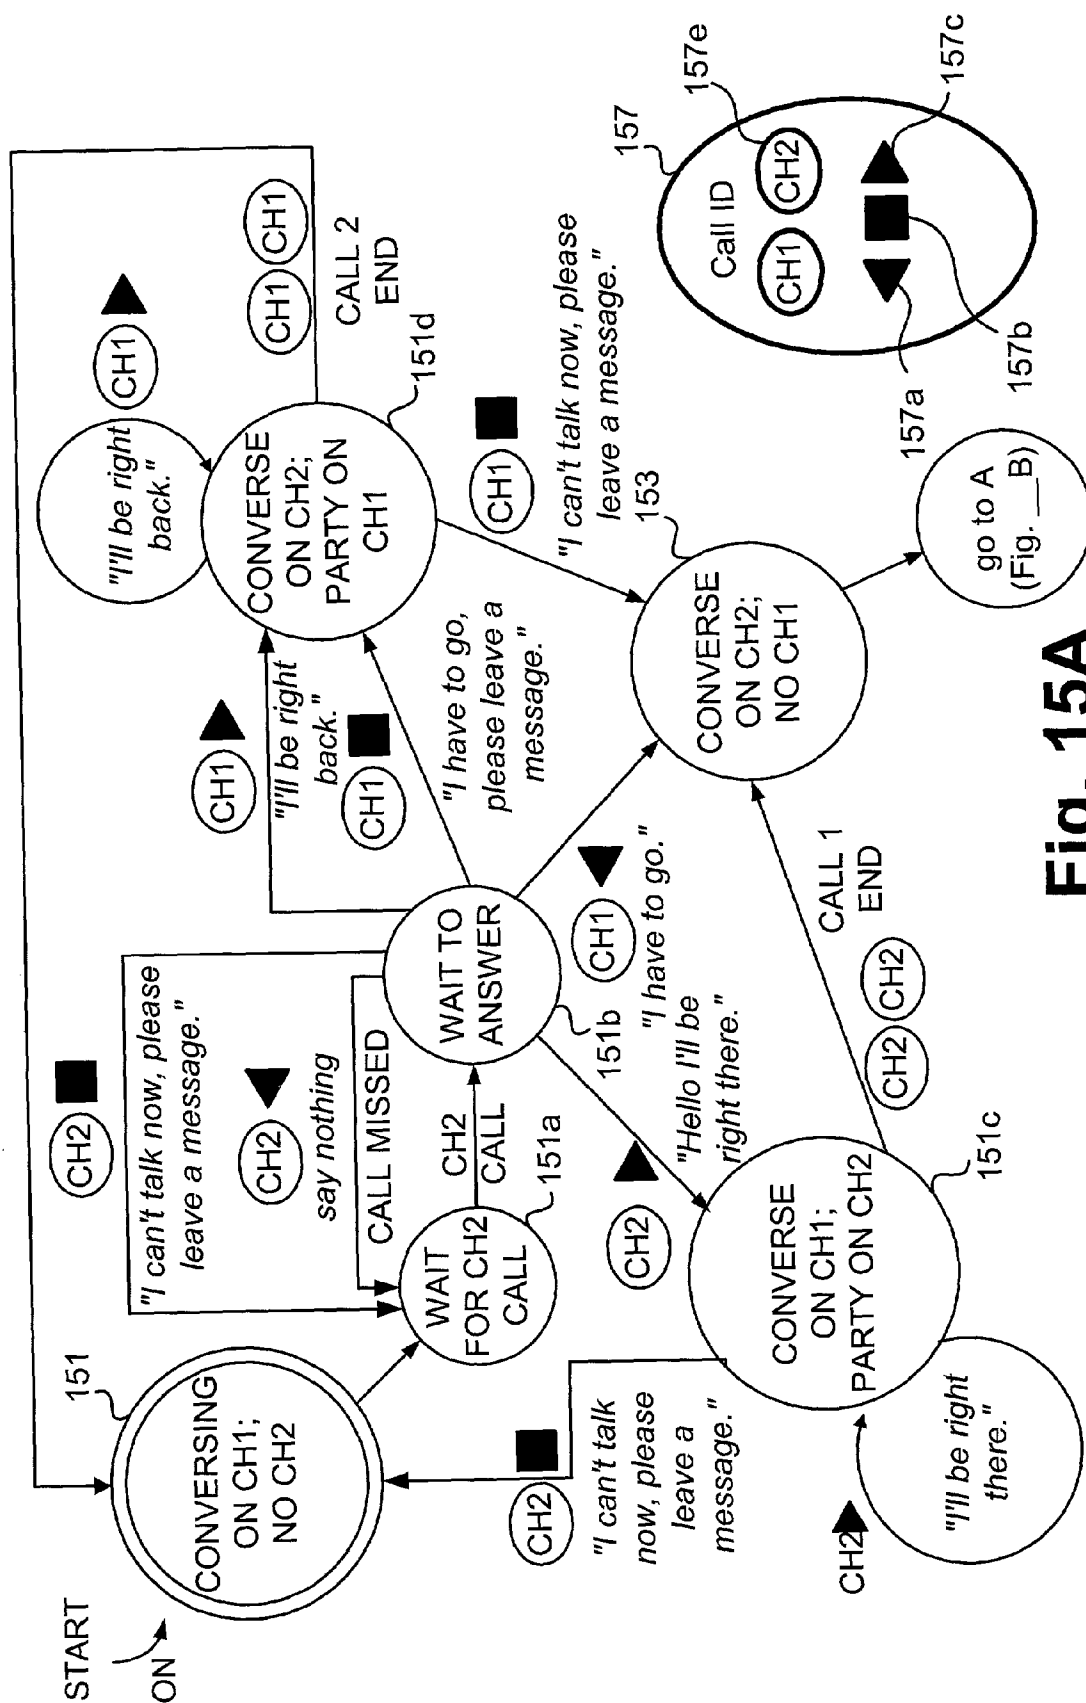 START
ON
151
CONVERSING
ON CH1;
NO CH2
CH2
"I can't talk now, please
leave a message."
CH2
say nothing
CALL MISSED
WAIT
FOR CH2
CALL
151a
CH2
CALL
WAIT TO
ANSWER
151b
CH1
"I'll be right
back."
CH1
"I have to go,
please leave a
message."
"I'll be right
back."
CH1
CONVERSE
ON CH2;
PARTY ON
CH1
151d
CH1
CH1
CALL 2
END
CH1
"I can't talk now, please
leave a message."
153
CONVERSE
ON CH2;
NO CH1
CH1
"I have to go."
CH2
"Hello I'll be
right there."
CH2
"I can't talk
now, please
leave a
message."
CONVERSE
ON CH1;
PARTY ON CH2
151c
CH2
"I'll be right
there."
CALL 1
END
CH2
CH2
go to A
(Fig. __B)
157
Call ID
CH1
CH2
157e
157a
157b
157c
Fig. 15A